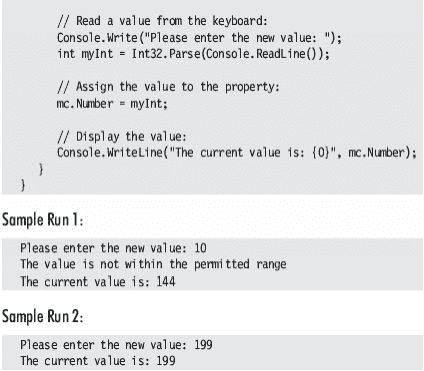 // Read a value from the keyboard:
Console.Write("Please enter the new value: ");
int myInt = Int32.Parse(Console.ReadLine());
// Assign the value to the property:
mc.Number = myInt;
// Display the value:
Console.WriteLine("The current value is: {0}", mc.Number);
}
}
Sample Run 1:
Please enter the new value: 10
The value is not within the permitted range
The current value is: 144
Sample Run 2:
Please enter the new value: 199
The current value is: 199